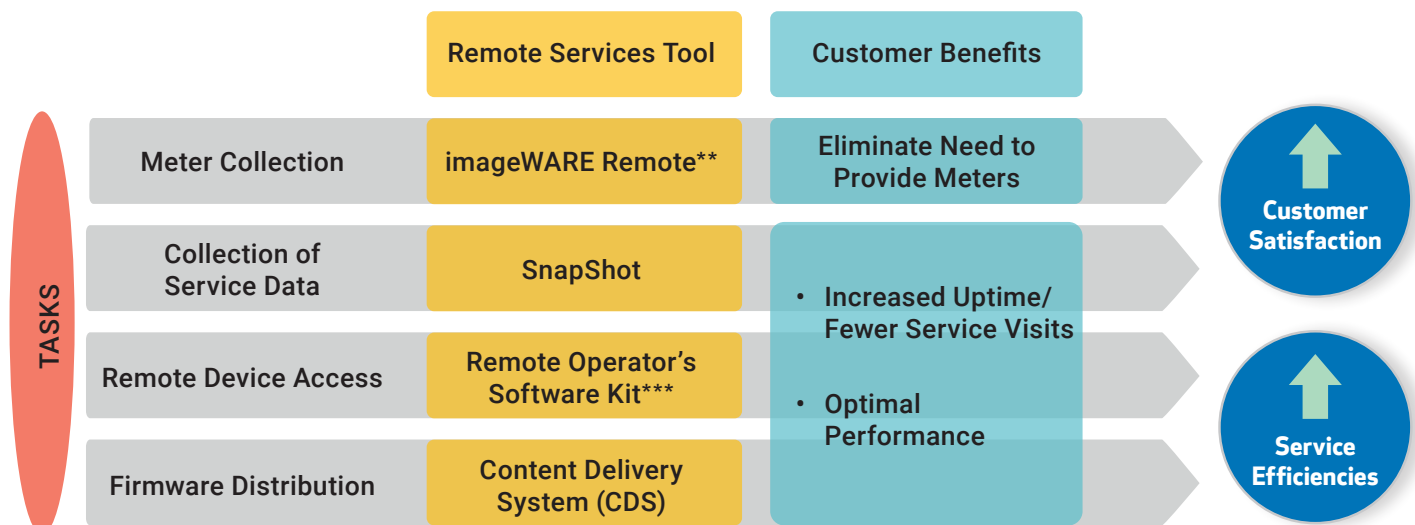 Remote Services Tool
Customer Benefits
TASKS
Meter Collection
imageWARE Remote**
Eliminate Need to
Provide Meters
Collection of
Service Data
SnapShot
Remote Device Access
Remote Operator’s
Software Kit***
Firmware Distribution
Content Delivery
System (CDS)
• Increased Uptime/
Fewer Service Visits
• Optimal
Performance
Customer
Satisfaction
Service
Efficiencies